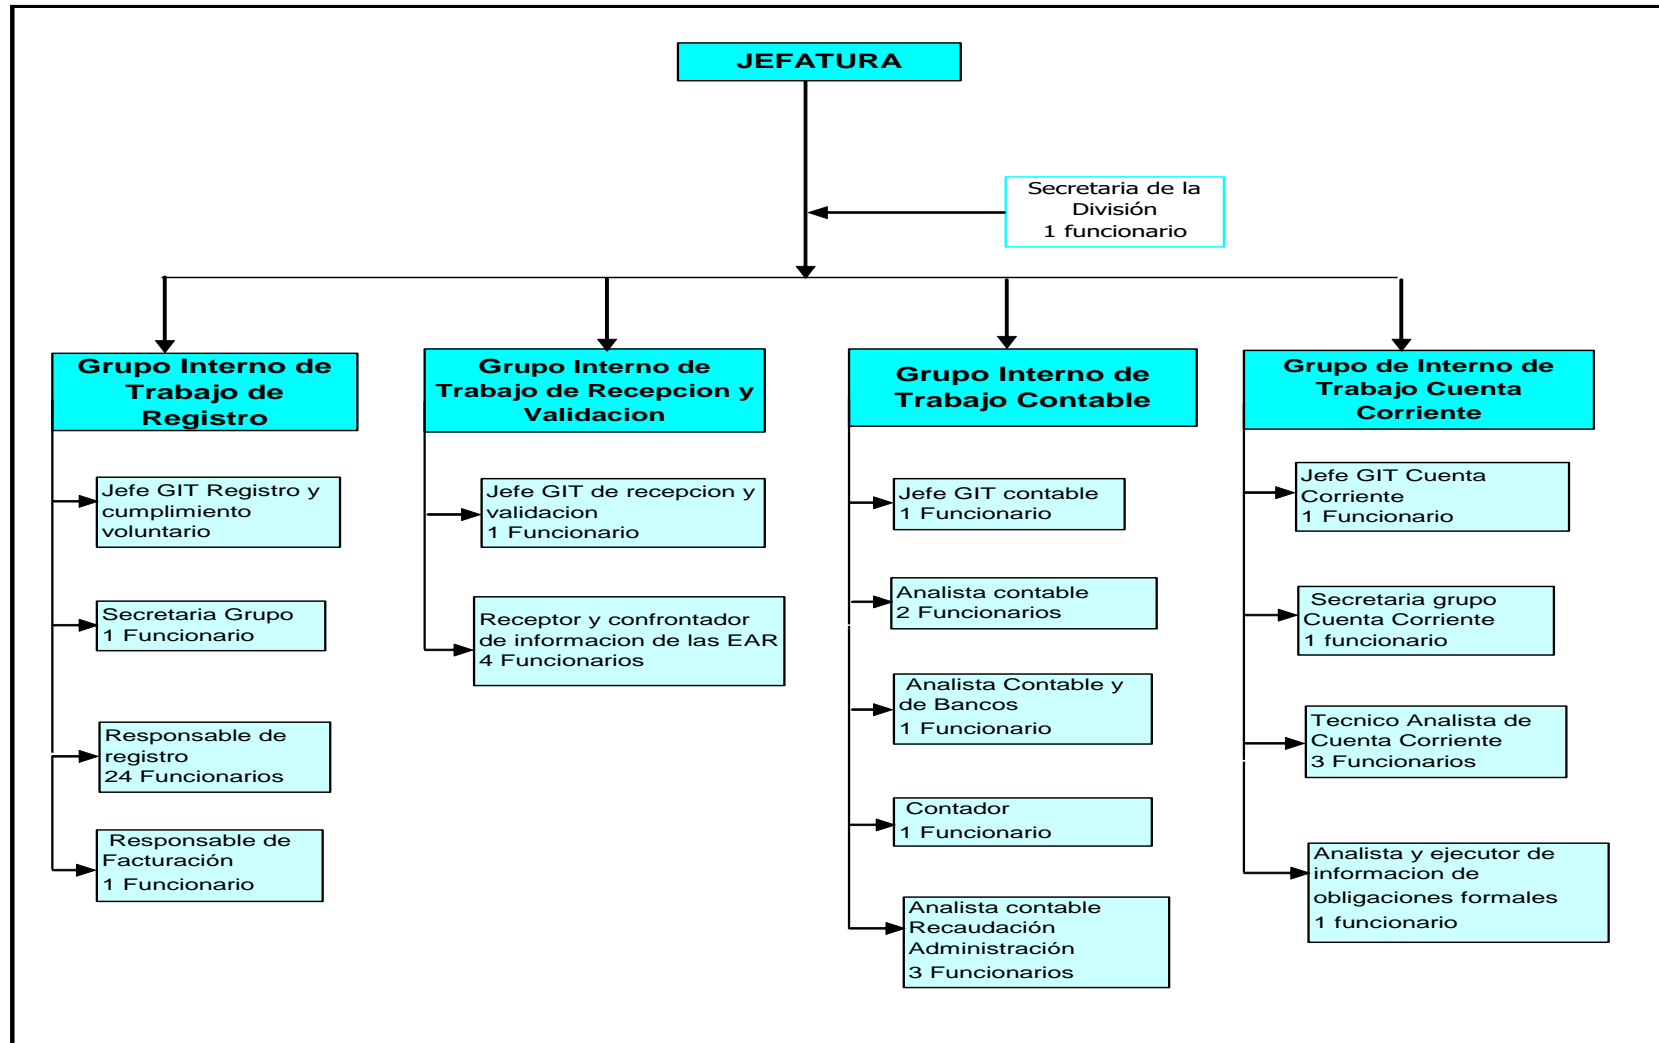 JEFATURA
Secretaria de la
División
1 funcionario
Grupo Interno de
Trabajo de
Registro
Jefe GIT Registro y
cumplimiento
voluntario
Secretaria Grupo
1 Funcionario
Responsable de
registro
24 Funcionarios
Responsable de
Facturación
1 Funcionario
Grupo Interno de
Trabajo de Recepcion y
Validacion
Jefe GIT de recepcion y
validacion
1 Funcionario
Receptor y confrontador
de informacion de las EAR
4 Funcionarios
Grupo Interno de
Trabajo Contable
Jefe GIT contable
1 Funcionario
Analista contable
2 Funcionarios
Analista Contable y
de Bancos
1 Funcionario
Contador
1 Funcionario
Analista contable
Recaudación
Administración
3 Funcionarios
Grupo de Interno de
Trabajo Cuenta
Corriente
Jefe GIT Cuenta
Corriente
1 Funcionario
Secretaria grupo
Cuenta Corriente
1 funcionario
Tecnico Analista de
Cuenta Corriente
3 Funcionarios
Analista y ejecutor de
informacion de
obligaciones formales
1 funcionario